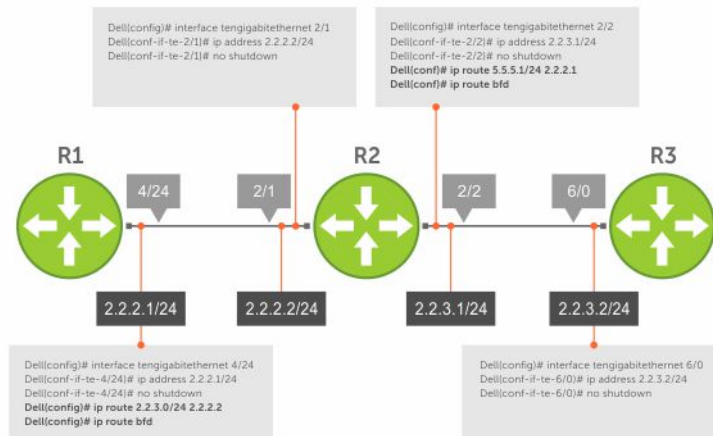 Dell(config)# interface tengigabitethernet 2/1
Dell(conf-if-te-2/1)# ip address 2.2.2.2/24
Dell(conf-if-te-2/1)# no shutdown
Dell(config)# interface tengigabitethernet 2/2
Dell(conf-if-te-2/2)# ip address 2.2.3.1/24
Dell(conf-if-te-2/2)# no shutdown
Dell(conf)# ip route 5.5.5.1/24 2.2.2.1
Dell(conf)# ip route bfd
R1
R2
R3
4/24
2/1
2/2
6/0
2.2.2.1/24
2.2.2.2/24
2.2.3.1/24
2.2.3.2/24
Dell(config)# interface tengigabitethernet 4/24
Dell(conf-if-te-4/24)# ip address 2.2.2.1/24
Dell(conf-if-te-4/24)# no shutdown
Dell(config)# ip route 2.2.3.0/24 2.2.2.2
Dell(config)# ip route bfd
Dell(config)# interface tengigabitethernet 6/0
Dell(conf-if-te-6/0)# ip address 2.2.3.2/24
Dell(conf-if-te-6/0)# no shutdown